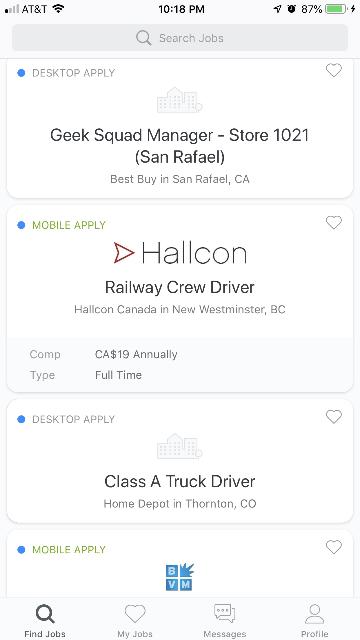 AT&T 10:18 PM 87%
Search Jobs
DESKTOP APPLY
Geek Squad Manager - Store 1021
(San Rafael)
Best Buy in San Rafael, CA
MOBILE APPLY
Hallcon
Railway Crew Driver
Hallcon Canada in New Westminster, BC
Comp CA$19 Annually
Type Full Time
DESKTOP APPLY
Class A Truck Driver
Home Depot in Thornton, CO
MOBILE APPLY
B
V M
Find Jobs My Jobs Messages Profile